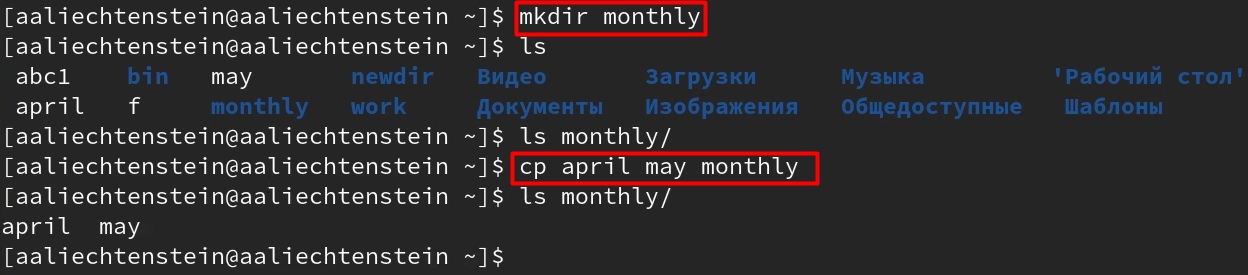 [aaliechtenstein@aaliechtenstein ~]$ mkdir monthly
[aaliechtenstein@aaliechtenstein ~]$ ls
abc1 bin may newdir Видео Загрузки Музыка 'Рабочий стол'
april f monthly work Документы Изображения Общедоступные Шаблоны
[aaliechtenstein@aaliechtenstein ~]$ ls monthly/
[aaliechtenstein@aaliechtenstein ~]$ cp april may monthly
[aaliechtenstein@aaliechtenstein ~]$ ls monthly/
april may
[aaliechtenstein@aaliechtenstein ~]$